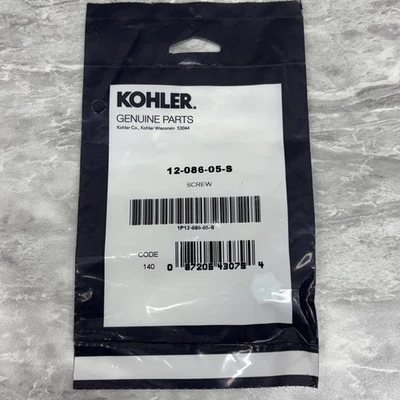 KOHLER.
GENUINE PARTS
Kohler Co., Kohler Wisconsin 53044
12-086-05-S
SCREW
1P12-086-05-S
CODE
140
0 87206 43079 4